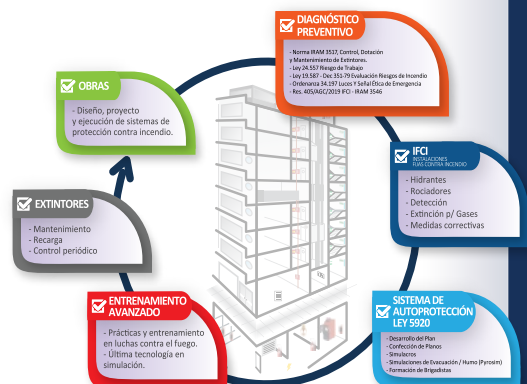 DIAGNÓSTICO
PREVENTIVO
- Norma IRAM 3517, Control, Dotación
y Mantenimiento de Extintores.
- Ley 24.557 Riesgo de Trabajo
- Ley 19.587 - Dec 351-79 Evaluación Riesgos de Incendio
- Ordenanza 34.197 Luces Y Señal Ética de Emergencia
- Res. 405/AGC/2019 IFCI - IRAM 3546
IFCI
INSTALACIONES
FIJAS CONTRA INCENDIO
- Hidrantes
- Rociadores
- Detección
- Extinción p/ Gases
- Medidas correctivas
SISTEMA DE
AUTOPROTECCIÓN
LEY 5920
- Desarrollo del Plan
- Confección de Planos
- Simulacros
- Simulaciones de Evacuación / Humo (Pyrosim)
- Formación de Brigadistas
ENTRENAMIENTO
AVANZADO
- Prácticas y entrenamiento
en luchas contra el fuego.
- Última tecnología en
simulación.
EXTINTORES
- Mantenimiento
- Recarga
- Control periódico
OBRAS
- Diseño, proyecto
y ejecución de sistemas de
protección contra incendio.